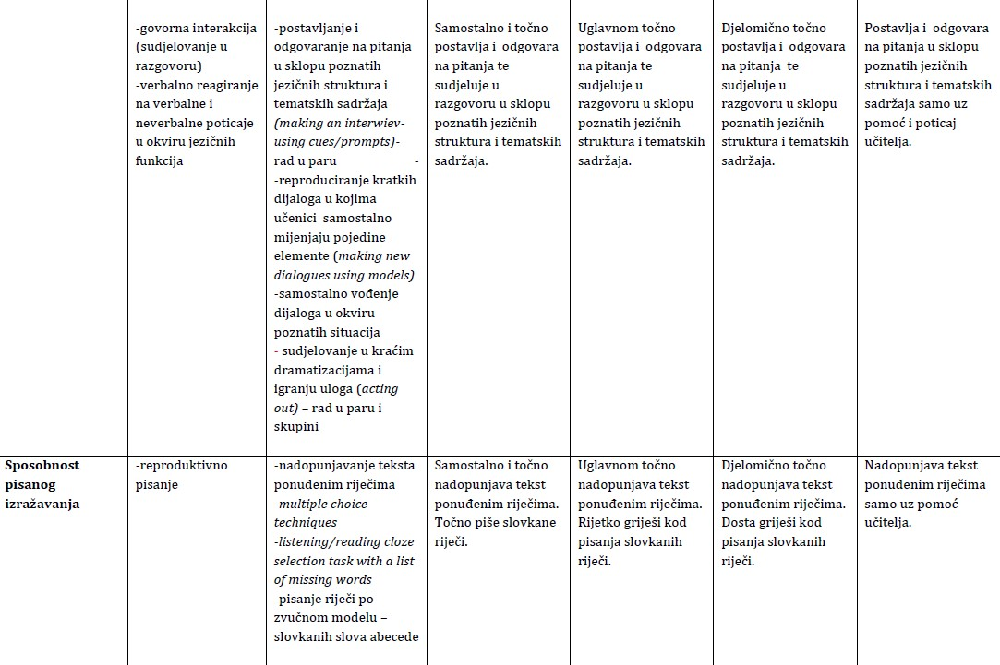 -govorna interakcija
(sudjelovanje u
razgovoru)
-verbalno reagiranje
na verbalne i
neverbalne poticaje
u okviru jezičnih
funkcija
-postavljanje i
odgovaranje na pitanja
u sklopu poznatih
jezičnih struktura i
tematskih sadržaja
(making an interwiev-
using cues/prompts)-
rad u paru -
-reproduciranje kratkih
dijaloga u kojima
učenici samostalno
mijenjaju pojedine
elemente (making new
dialogues using models)
-samostalno vođenje
dijaloga u okviru
poznatih situacija
- sudjelovanje u kraćim
dramatizacijama i
igranju uloga (acting
out) – rad u paru i
skupini
Samostalno i točno
postavlja i odgovara
na pitanja te
sudjeluje u
razgovoru u sklopu
poznatih jezičnih
struktura i tematskih
sadržaja.
Uglavnom točno
postavlja i odgovara
na pitanja te
sudjeluje u
razgovoru u sklopu
poznatih jezičnih
struktura i tematskih
sadržaja.
Djelomično točno
postavlja i odgovara
na pitanja te
sudjeluje u
razgovoru u sklopu
poznatih jezičnih
struktura i tematskih
sadržaja.
Postavlja i odgovara
na pitanja u sklopu
poznatih jezičnih
struktura i tematskih
sadržaja samo uz
pomoć i poticaj
učitelja.
Sposobnost
pisanog
izražavanja
-reproduktivno
pisanje
-nadopunjavanje teksta
ponuđenim riječima
-multiple choice
techniques
-listening/reading cloze
selection task with a list
of missing words
-pisanje riječi po
zvučnom modelu –
slovkanih slova abecede
Samostalno i točno
nadopunjava tekst
ponuđenim riječima.
Točno piše slovkane
riječi.
Uglavnom točno
nadopunjava tekst
ponuđenim riječima.
Rijetko griješi kod
pisanja slovkanih
riječi.
Djelomično točno
nadopunjava tekst
ponuđenim riječima.
Dosta griješi kod
pisanja slovkanih
riječi.
Nadopunjava tekst
ponuđenim riječima
samo uz pomoć
učitelja.